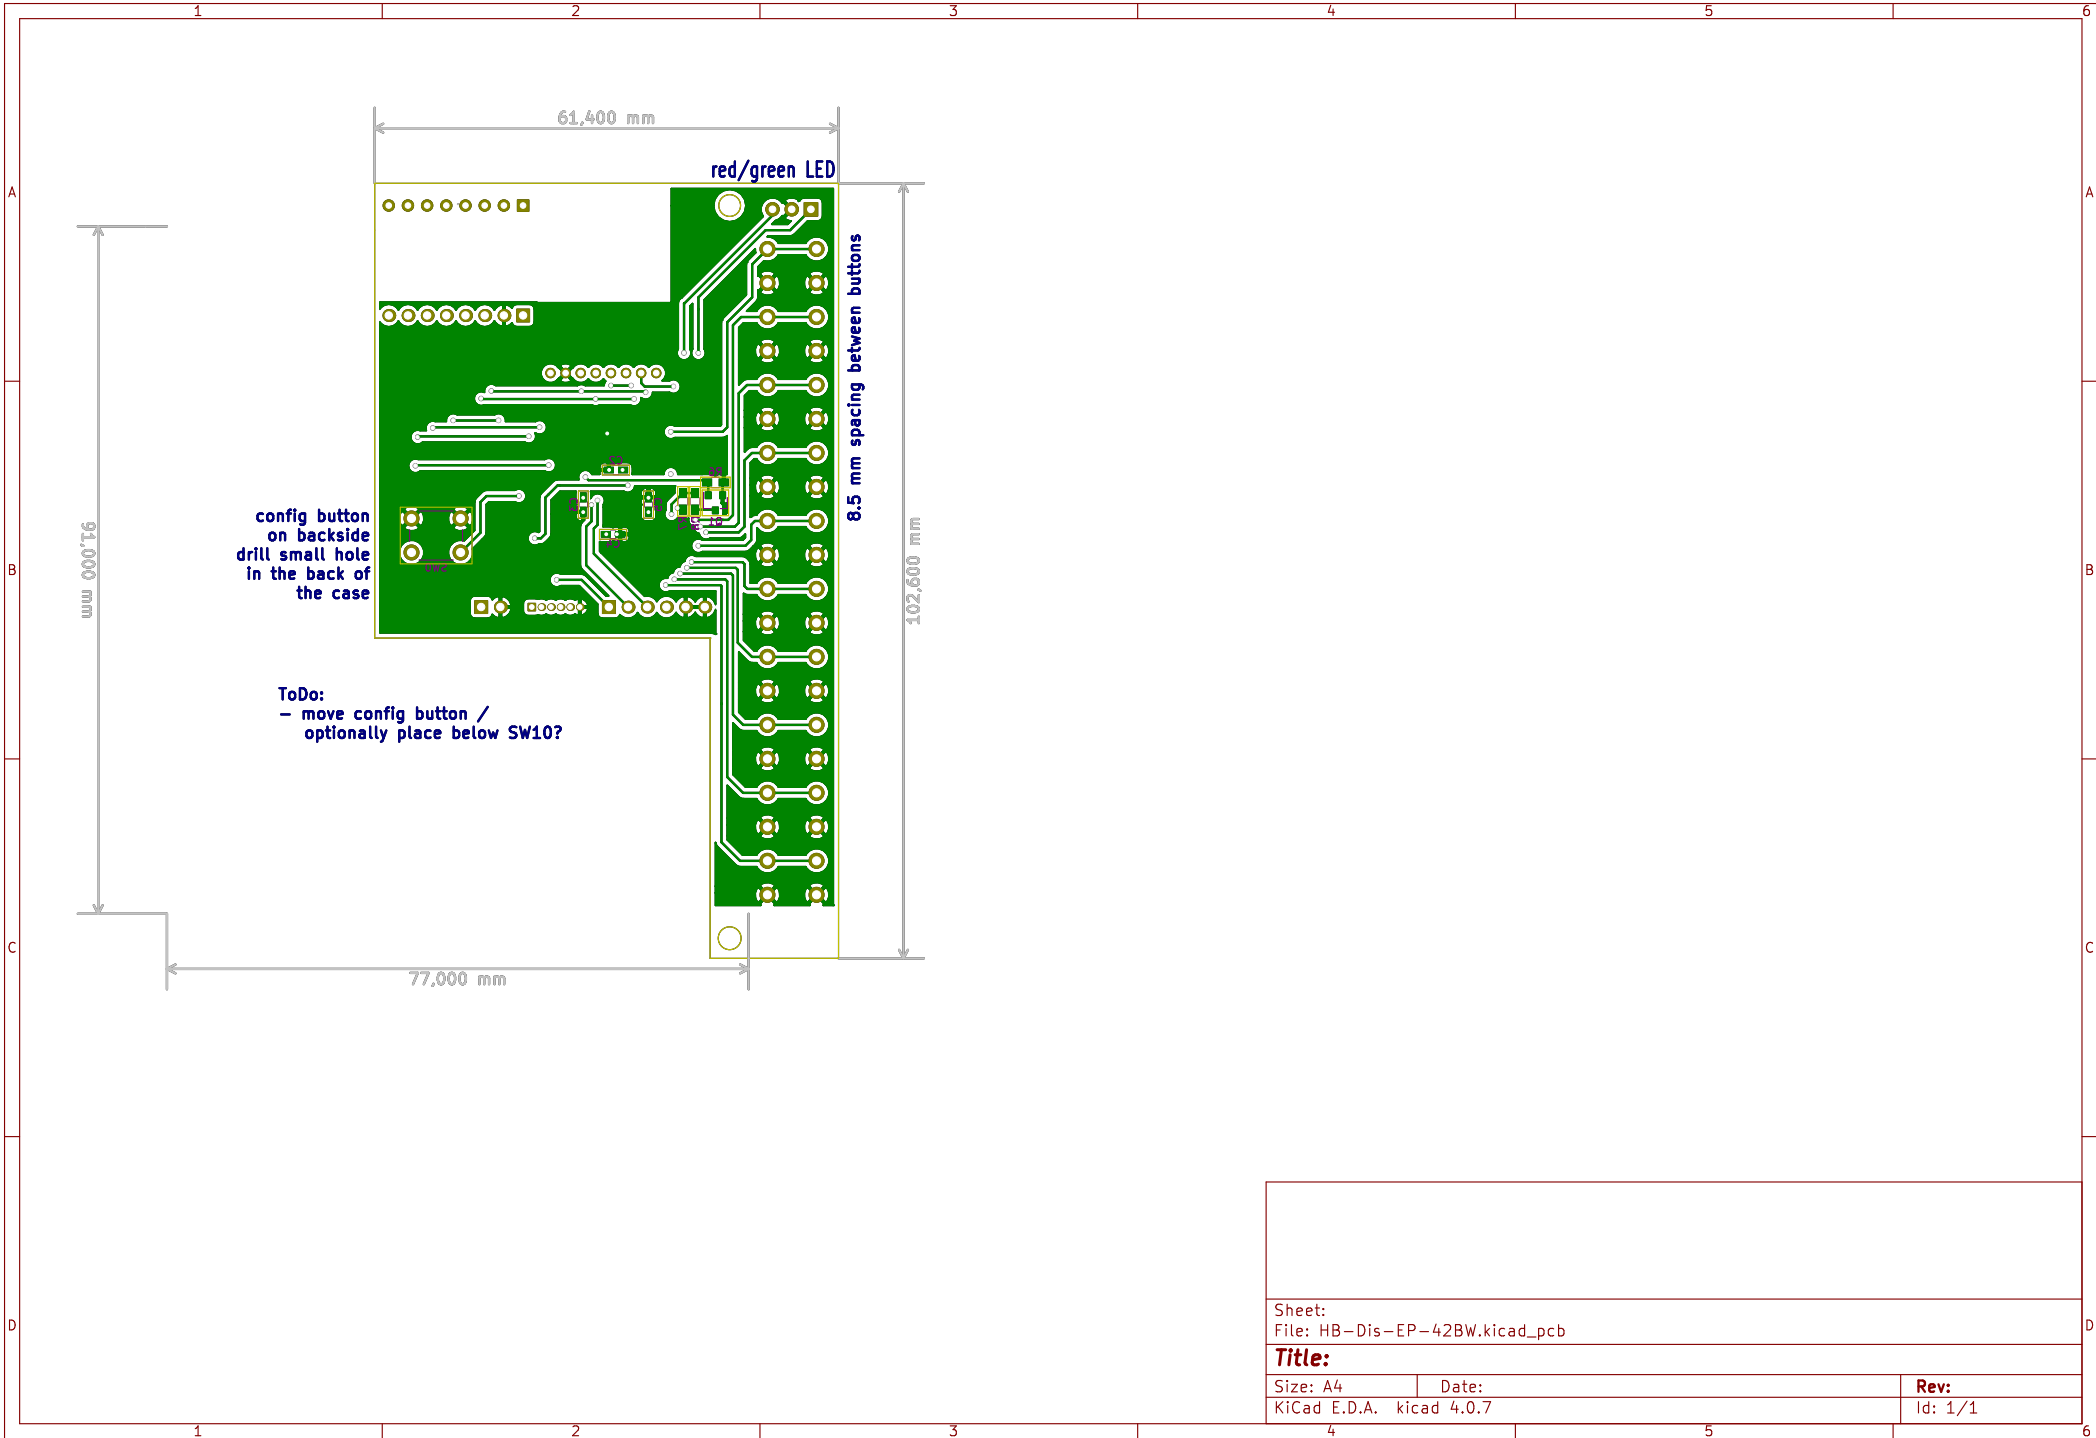 1 2 3 4 5 6
61,400 mm
red/green LED
A A
8.5 mm spacing between buttons
91,000 mm
102,600 mm
config button
on backside
drill small hole
in the back of
the case
B B
ToDo:
- move config button /
optionally place below SW10?
C C
77,000 mm
Sheet:
File: HB-Dis-EP-42BW.kicad_pcb
D D
Title:
Size: A4 Date: Rev:
KiCad E.D.A. kicad 4.0.7 Id: 1/1
1 2 3 4 5 6